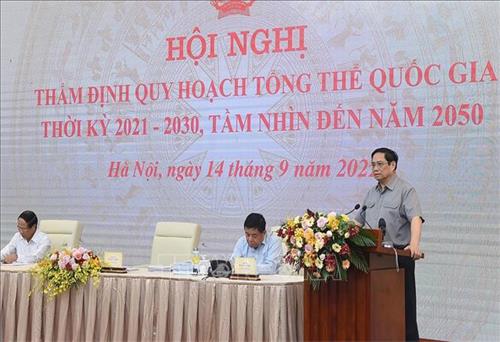 HỘI NGHỊ
THẨM ĐỊNH QUY HOẠCH TỔNG THỂ QUỐC GIA
THỜI KỲ 2021 - 2030, TẦM NHÌN ĐẾN NĂM 2050
Hà Nội, ngày 14 tháng 9 năm